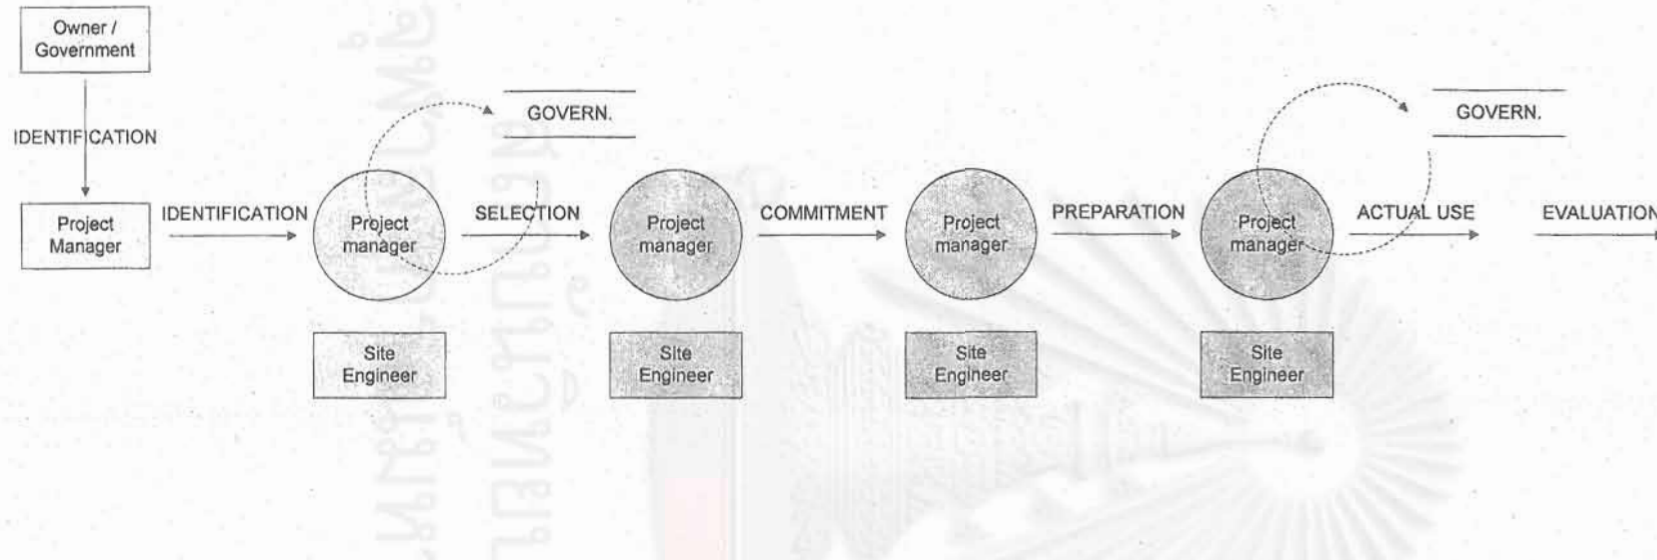 Owner /
Government
IDENTIFICATION
Project
Manager
IDENTIFICATION
Project
manager
GOVERN.
SELECTION
Project
manager
COMMITMENT
Project
manager
PREPARATION
Project
manager
GOVERN.
ACTUAL USE
EVALUATION
Site
Engineer
Site
Engineer
Site
Engineer
Site
Engineer